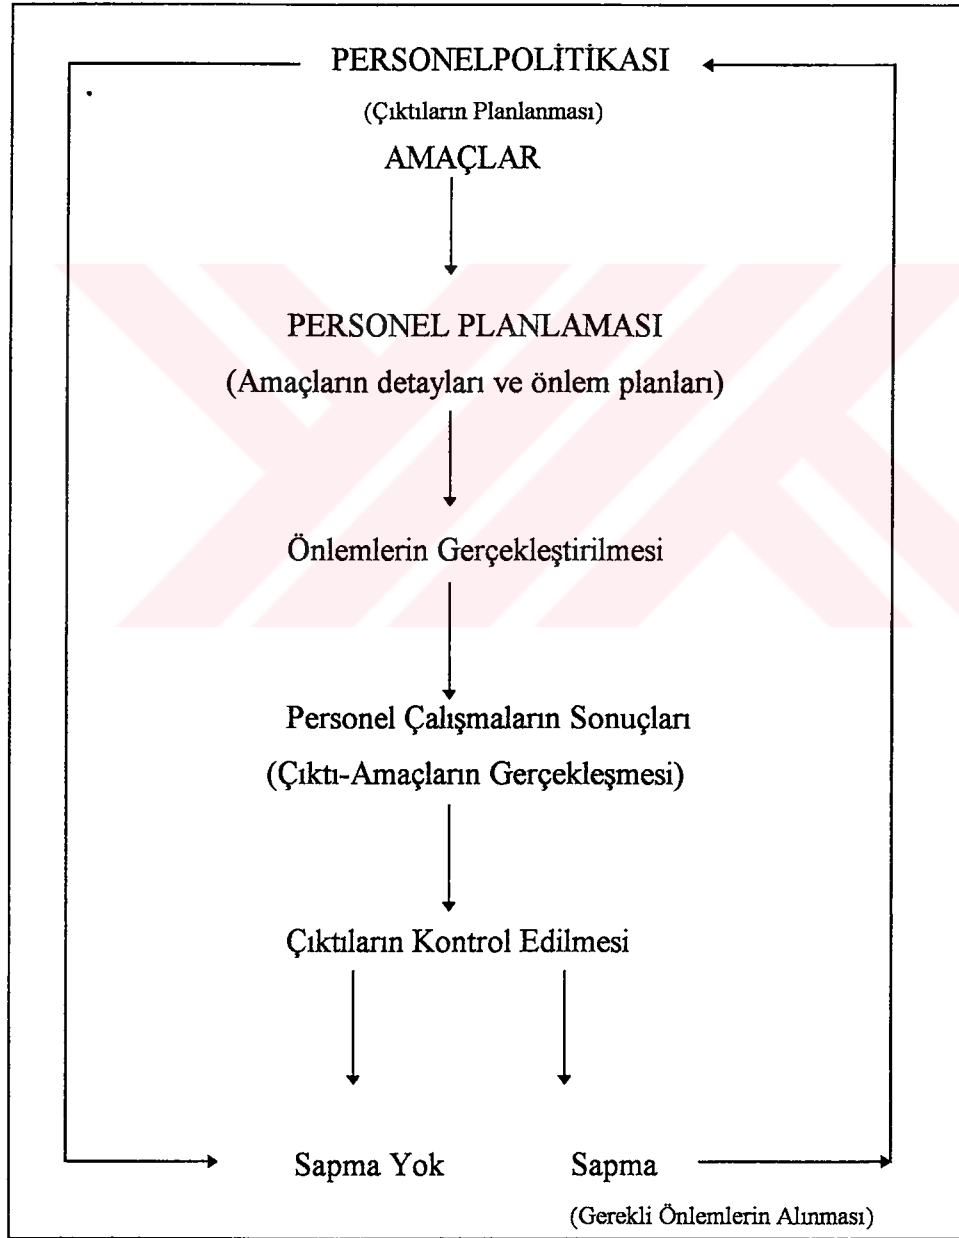 PERSONELPOLİTİKASI
(Çıktıların Planlanması)
AMAÇLAR
PERSONEL PLANLAMASI
(Amaçların detayları ve önlem planları)
Önlemlerin Gerçekleştirilmesi
Personel Çalışmaların Sonuçları
(Çıktı-Amaçların Gerçekleşmesi)
Çıktıların Kontrol Edilmesi
Sapma Yok Sapma
(Gerekli Önlemlerin Alınması)